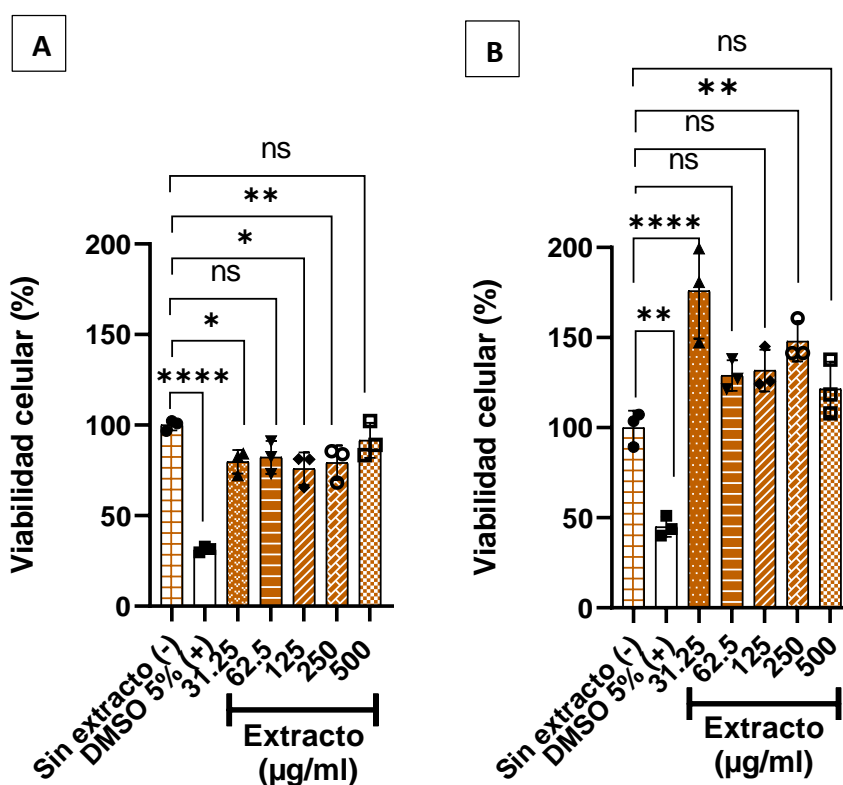 A
ns
**
*
ns
*
****
Viabilidad celular (%)
200
150
100
50
0
Sin extracto (-)
DMSO 5% (+)
31.25
62.5
125
250
500
Extracto
(µg/ml)
B
ns
**
ns
ns
****
**
Viabilidad celular (%)
200
150
100
50
0
Sin extracto (-)
DMSO 5% (+)
31.25
62.5
125
250
500
Extracto
(µg/ml)